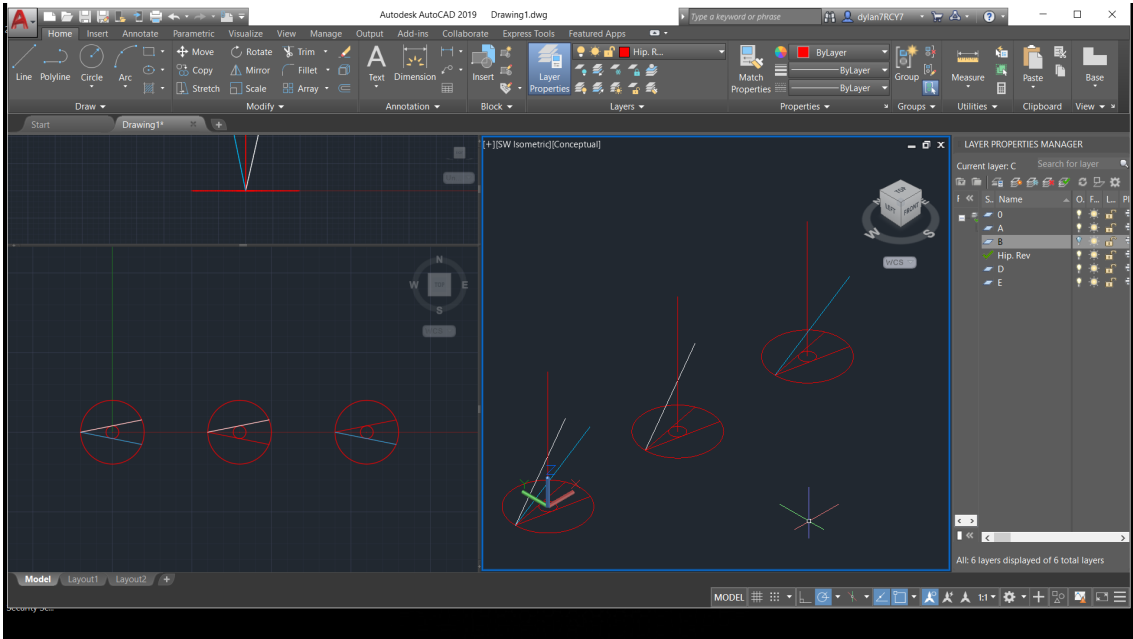 Autodesk AutoCAD 2019 Drawing1.dwg
Type a keyword or phrase
dylan7RCY7
Home Insert Annotate Parametric Visualize View Manage Output Add-ins Collaborate Express Tools Featured Apps
Line Polyline Circle Arc
Move Rotate Trim
Copy Mirror Fillet
Stretch Scale Array
Text Dimension
Insert
Layer Properties
Hip. R...
Match Properties
ByLayer
ByLayer
ByLayer
Group
Measure
Paste
Base
Draw Modify Annotation Block Layers Properties Groups Utilities Clipboard View
Start Drawing1*
[+][SW Isometric][Conceptual]
TOP
LEFT FRONT
W S E
WCS
N
W TOP E
S
LAYER PROPERTIES MANAGER
Current layer: C Search for layer
S.. Name O. F... L... Pl
0
A
B
Hip. Rev
D
E
All: 6 layers displayed of 6 total layers
Model Layout1 Layout2 +
MODEL 1:1